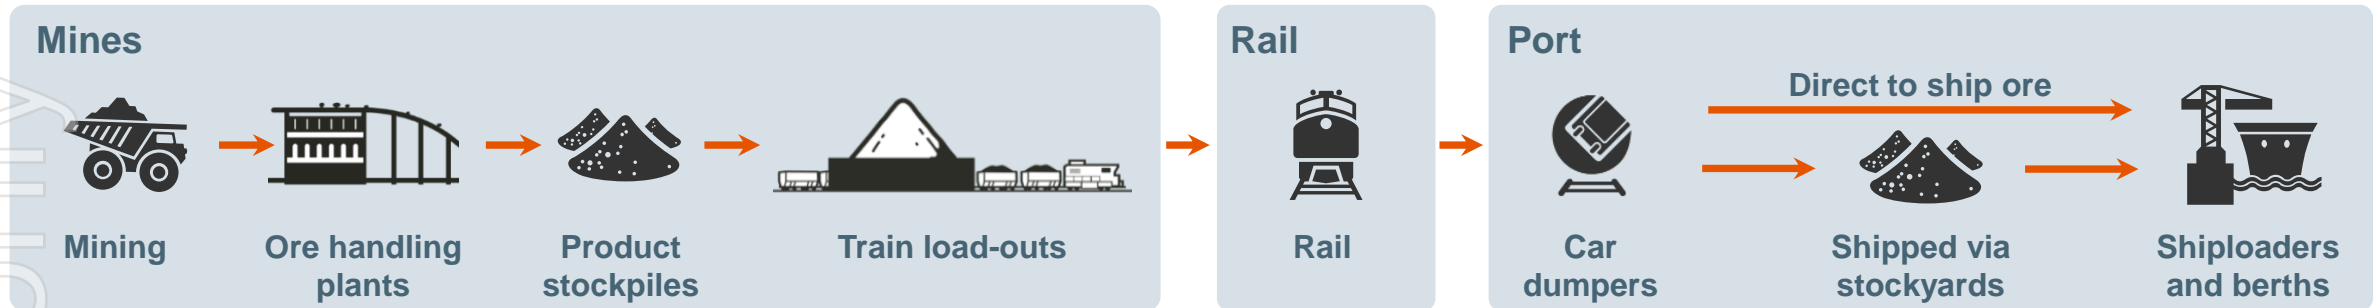 Mines
Mining
Ore handling
plants
Product
stockpiles
Train load-outs
Rail
Rail
Port
Direct to ship ore
Car
dumpers
Shipped via
stockyards
Shiploaders
and berths